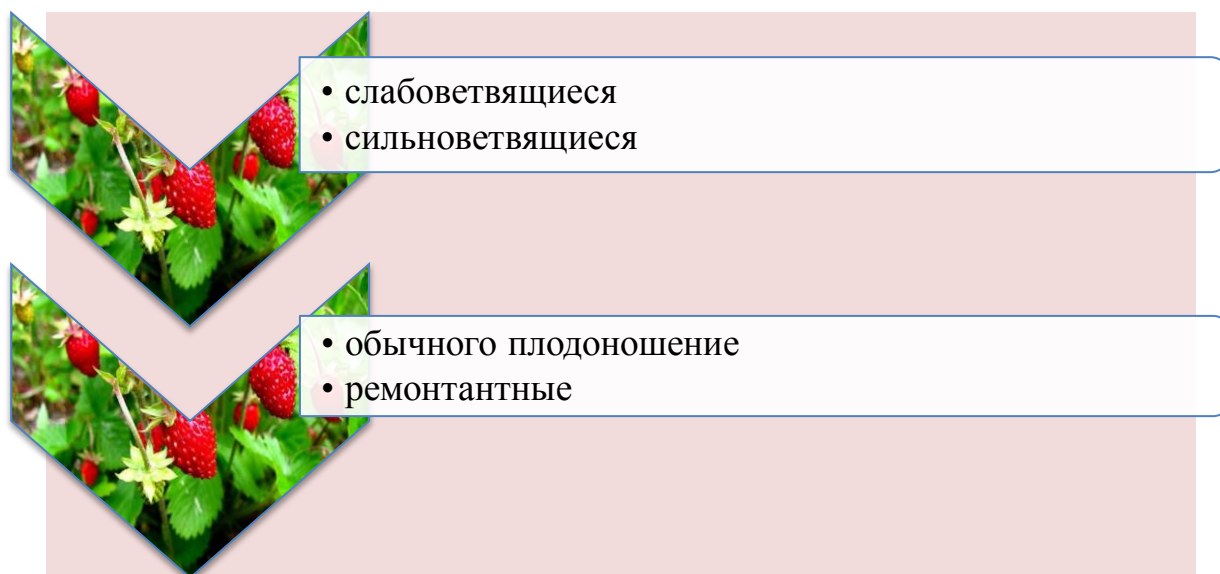 • слабоветвящиеся
• сильноветвящиеся
• обычного плодоношение
• ремонтантные